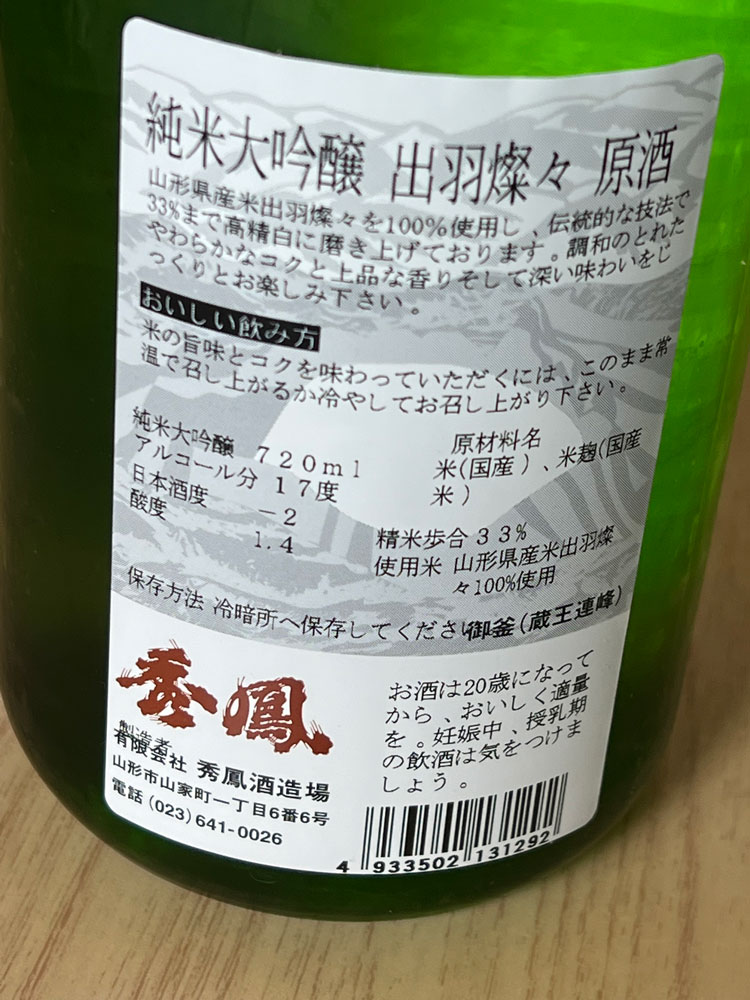 純米大吟醸 出羽燦々 原酒
山形県産米出羽燦々を100%使用し、伝統的な技法で
33%まで高精白に磨き上げております。調和のとれた
やわらかなコクと上品な香りそして深い味わいをじ
っくりとお楽しみ下さい。
おいしい飲み方
米の旨味とコクを味わっていただくには、このまま常
温で召し上がるか冷やしてお召し上がり下さい。
純米大吟醸 720ml
アルコール分 17度
日本酒度 -2
酸度 1.4
原材料名
米(国産)、米麹(国産
米)
精米歩合 33%
使用米 山形県産米出羽燦
々100%使用
保存方法 冷暗所へ保存してください
御釜(蔵王連峰)
秀鳳
製造者
有限会社 秀鳳酒造場
山形市山家町一丁目6番6号
電話 (023)641-0026
お酒は20歳になって
から、おいしく適量
を。妊娠中、授乳期
の飲酒は気をつけま
しょう。
4 933502 131292